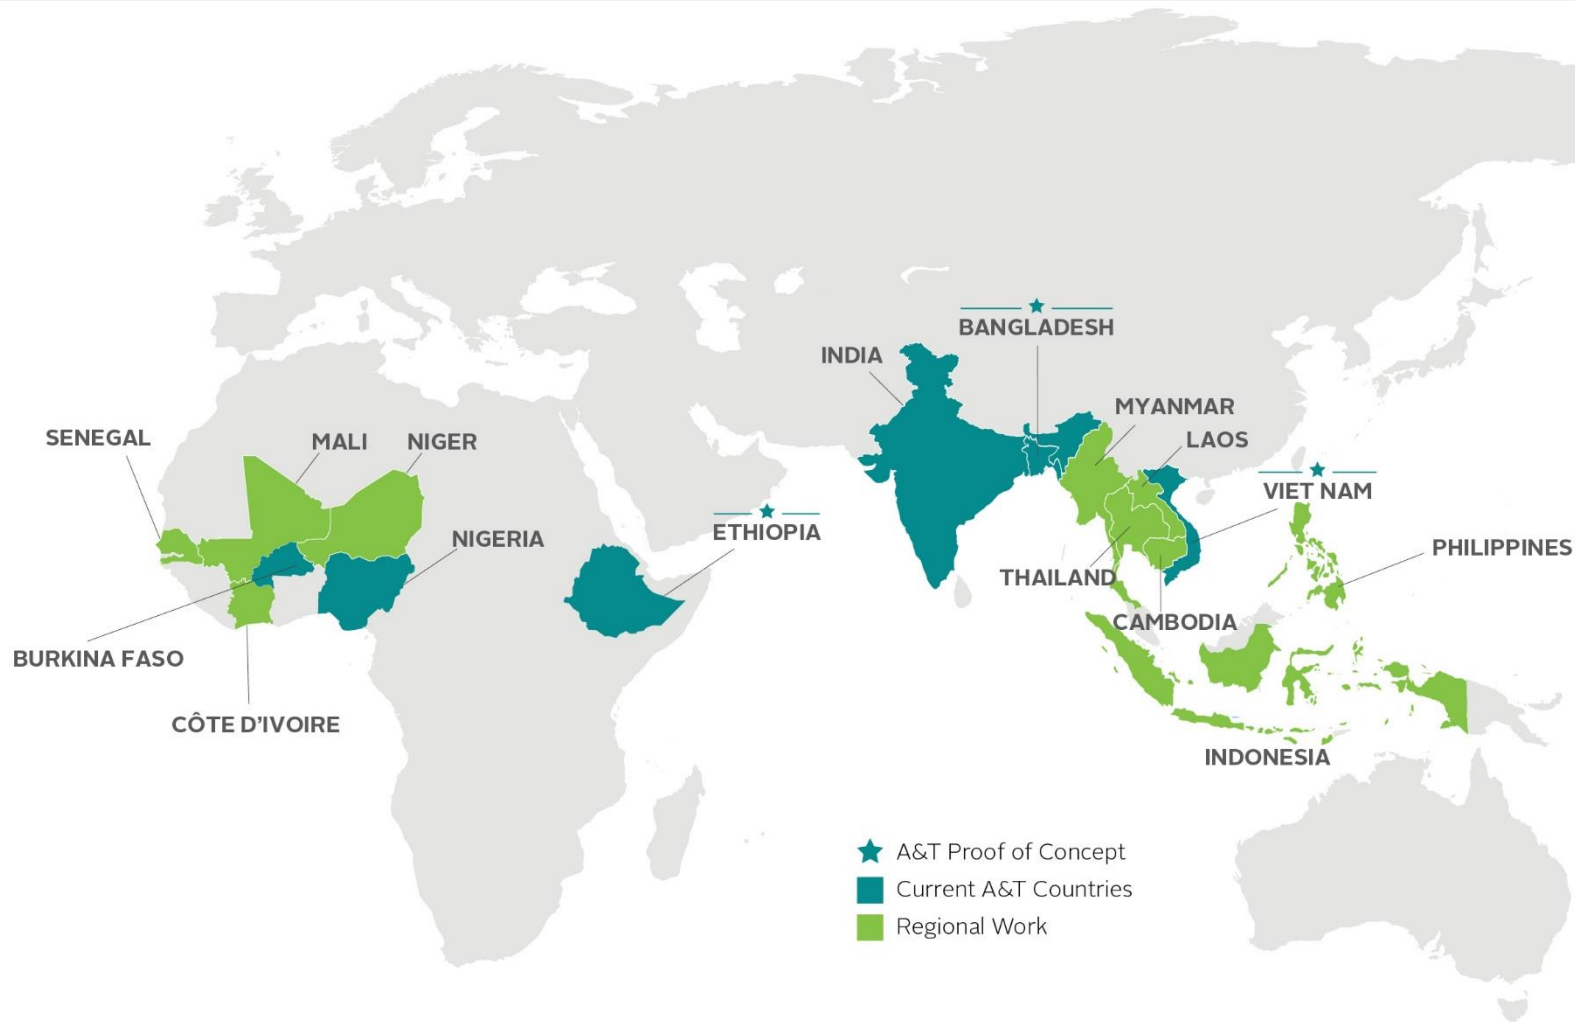 BANGLADESH
INDIA
MYANMAR
LAOS
SENEGAL
MALI
NIGER
VIET NAM
ETHIOPIA
NIGERIA
PHILIPPINES
THAILAND
CAMBODIA
BURKINA FASO
CÔTE D’IVOIRE
INDONESIA
A&T Proof of Concept
Current A&T Countries
Regional Work